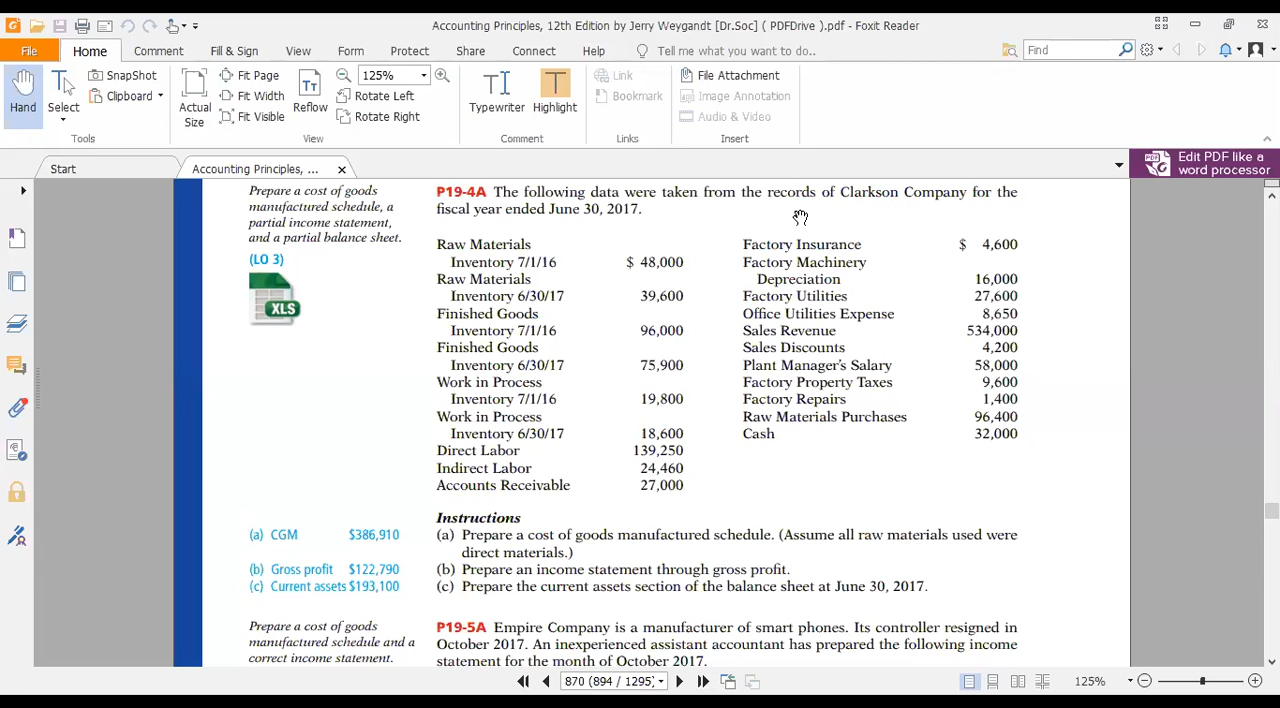 Accounting Principles, 12th Edition by Jerry Weygandt [Dr.Soc] ( PDFDrive ).pdf - Foxit Reader
File Home Comment Fill & Sign View Form Protect Share Connect Help Tell me what you want to do.. Find
Hand
Select
SnapShot
Clipboard
Tools
Actual Size
Fit Page
Fit Width
Fit Visible
Reflow
125%
Rotate Left
Rotate Right
View
Typewriter
Highlight
Comment
Link
Bookmark
Links
File Attachment
Image Annotation
Audio & Video
Insert
Start
Accounting Principles, ...
Edit PDF like a
word processor
Prepare a cost of goods
manufactured schedule, a
partial income statement,
and a partial balance sheet.
(LO 3)
XLS
P19-4A The following data were taken from the records of Clarkson Company for the
fiscal year ended June 30, 2017.
Raw Materials
Inventory 7/1/16 $ 48,000
Raw Materials
Inventory 6/30/17 39,600
Finished Goods
Inventory 7/1/16 96,000
Finished Goods
Inventory 6/30/17 75,900
Work in Process
Inventory 7/1/16 19,800
Work in Process
Inventory 6/30/17 18,600
Direct Labor 139,250
Indirect Labor 24,460
Accounts Receivable 27,000
Factory Insurance $ 4,600
Factory Machinery
Depreciation 16,000
Factory Utilities 27,600
Office Utilities Expense 8,650
Sales Revenue 534,000
Sales Discounts 4,200
Plant Manager's Salary 58,000
Factory Property Taxes 9,600
Factory Repairs 1,400
Raw Materials Purchases 96,400
Cash 32,000
Instructions
(a) CGM $386,910
(a) Prepare a cost of goods manufactured schedule. (Assume all raw materials used were
direct materials.)
(b) Gross profit $122,790
(b) Prepare an income statement through gross profit.
(c) Current assets $193,100
(c) Prepare the current assets section of the balance sheet at June 30, 2017.
Prepare a cost of goods
manufactured schedule and a
correct income statement.
P19-5A Empire Company is a manufacturer of smart phones. Its controller resigned in
October 2017. An inexperienced assistant accountant has prepared the following income
statement for the month of October 2017.
870 (894 / 1295)
125%